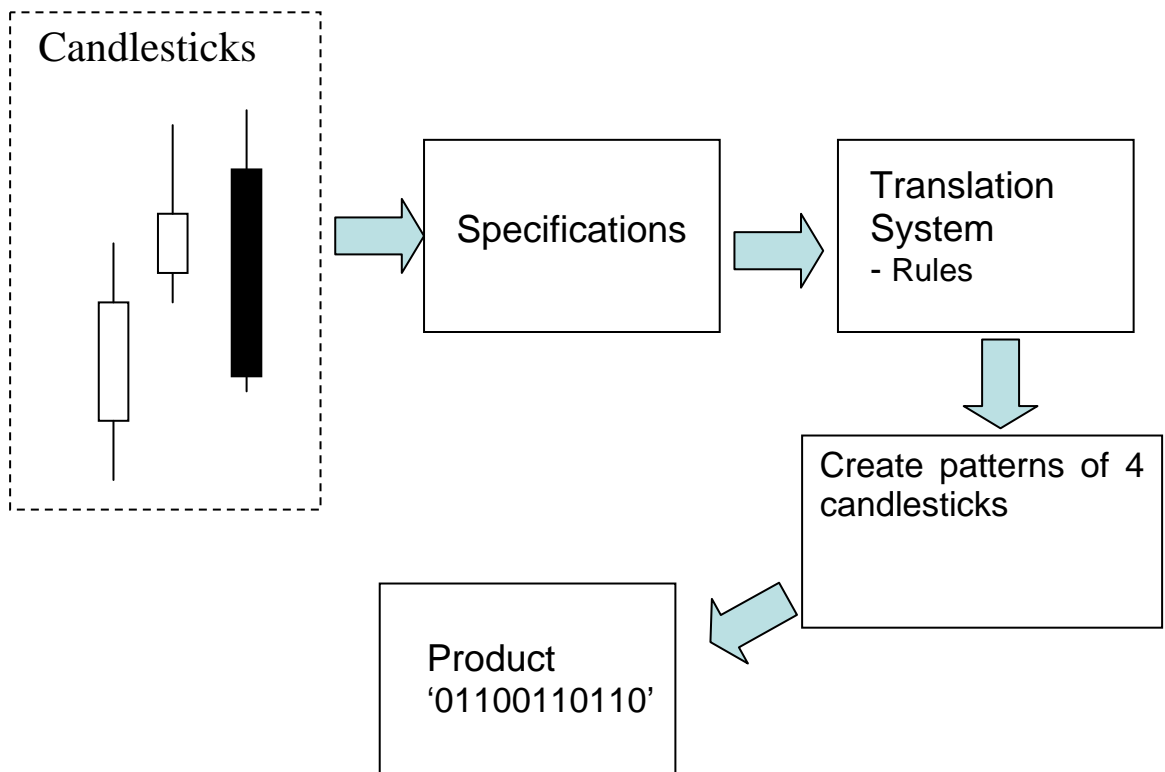 Candlesticks
Specifications
Translation
System
- Rules
Create patterns of 4
candlesticks
Product
‘01100110110’